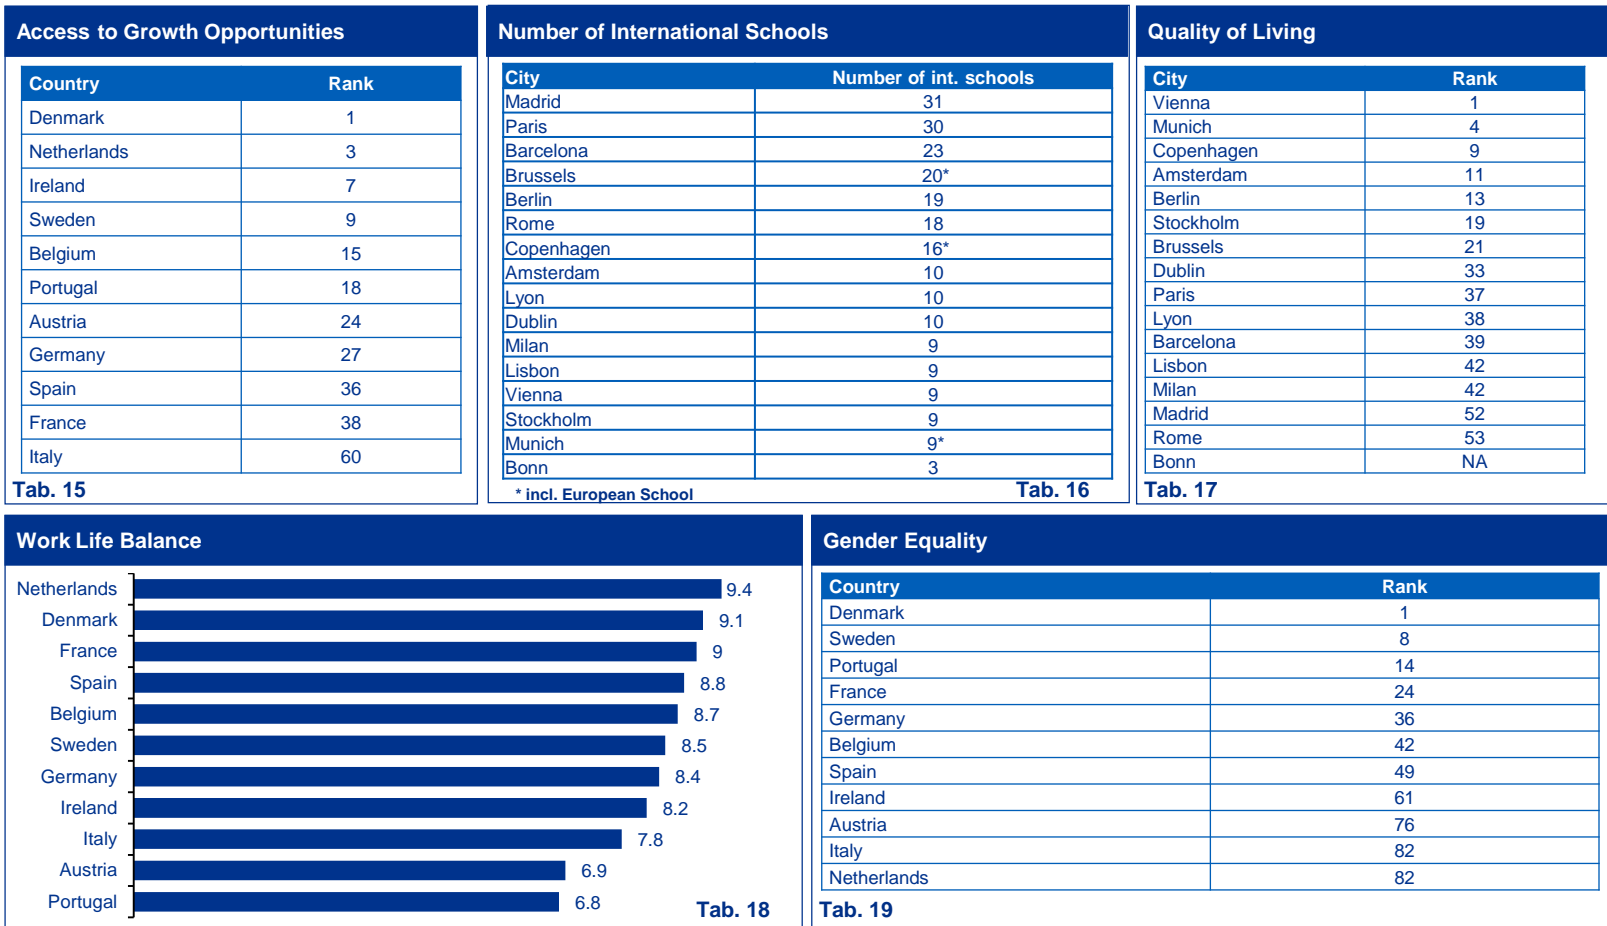 Access to Growth Opportunities
Country Rank
Denmark 1
Netherlands 3
Ireland 7
Sweden 9
Belgium 15
Portugal 18
Austria 24
Germany 27
Spain 36
France 38
Italy 60
Tab. 15
Number of International Schools
City Number of int. schools
Madrid 31
Paris 30
Barcelona 23
Brussels 20*
Berlin 19
Rome 18
Copenhagen 16*
Amsterdam 10
Lyon 10
Dublin 10
Milan 9
Lisbon 9
Vienna 9
Stockholm 9
Munich 9*
Bonn 3
* incl. European School Tab. 16
Quality of Living
City Rank
Vienna 1
Munich 4
Copenhagen 9
Amsterdam 11
Berlin 13
Stockholm 19
Brussels 21
Dublin 33
Paris 37
Lyon 38
Barcelona 39
Lisbon 42
Milan 42
Madrid 52
Rome 53
Bonn NA
Tab. 17
Work Life Balance
Netherlands 9.4
Denmark 9.1
France 9
Spain 8.8
Belgium 8.7
Sweden 8.5
Germany 8.4
Ireland 8.2
Italy 7.8
Austria 6.9
Portugal 6.8
Tab. 18
Gender Equality
Country Rank
Denmark 1
Sweden 8
Portugal 14
France 24
Germany 36
Belgium 42
Spain 49
Ireland 61
Austria 76
Italy 82
Netherlands 82
Tab. 19